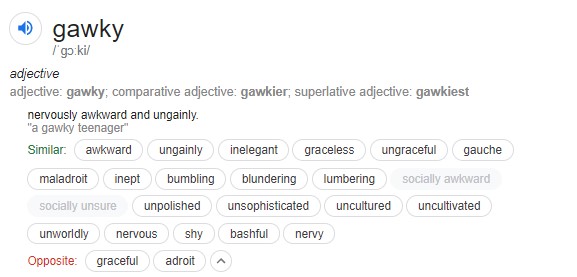 gawky
/ˈɡɔːki/
adjective
adjective: gawky; comparative adjective: gawkier; superlative adjective: gawkiest
nervously awkward and ungainly.
"a gawky teenager"
Similar: awkward ungainly inelegant graceless ungraceful gauche
maladroit inept bumbling blundering lumbering socially awkward
socially unsure unpolished unsophisticated uncultured uncultivated
unworldly nervous shy bashful nervy
Opposite: graceful adroit